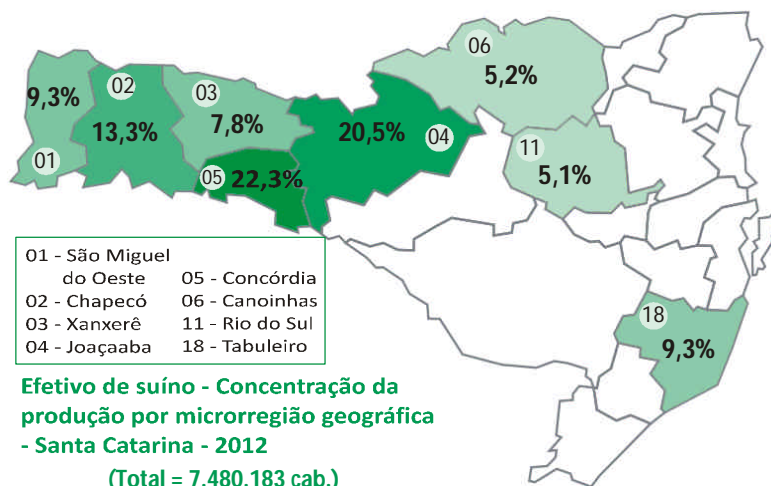 06
5,2%
02
03
9,3%
13,3%
7,8%
20,5%
04
11
01
05
22,3%
5,1%
18
9,3%
01 - São Miguel
do Oeste
02 - Chapecó
03 - Xanxerê
04 - Joaçaaba
05 - Concórdia
06 - Canoinhas
11 - Rio do Sul
18 - Tabuleiro
Efetivo de suíno - Concentração da
produção por microrregião geográfica
- Santa Catarina - 2012
(Total = 7.480.183 cab.)